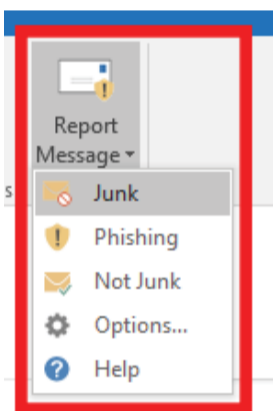 Report
Message
s
Junk
Phishing
Not Junk
Options...
Help